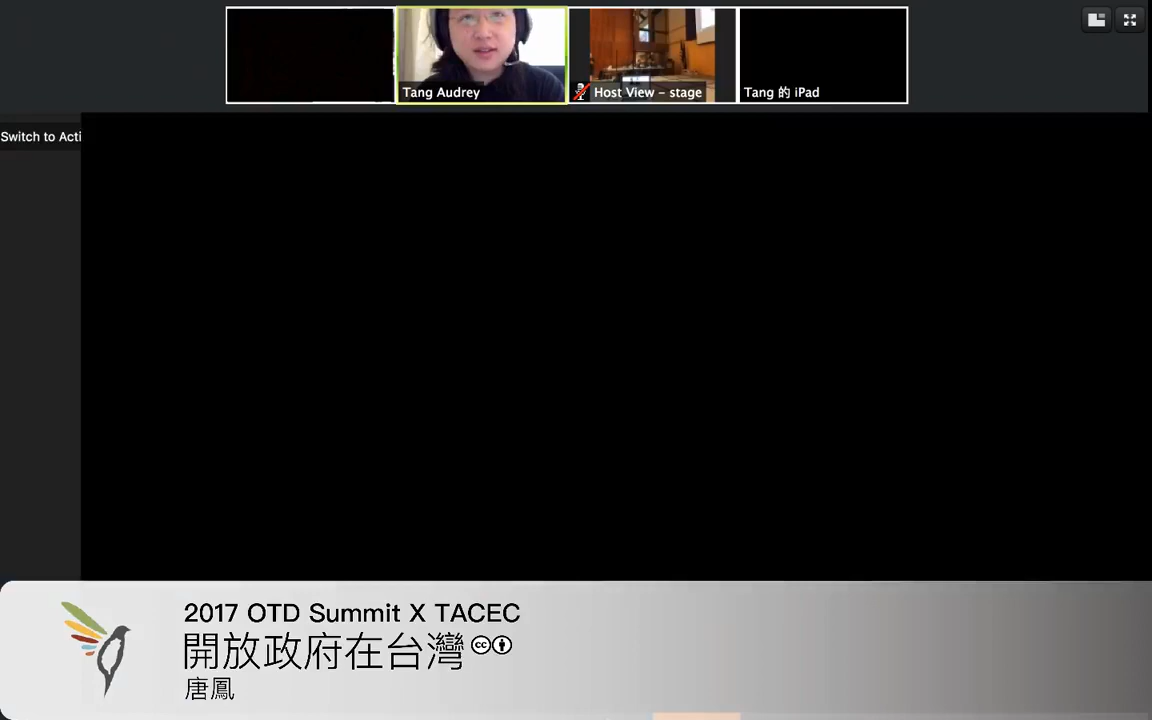 Tang Audrey
Host View - stage
Tang 的 iPad
Switch to Acti
2017 OTD Summit X TACEC
開放政府在台灣
cc
唐鳳